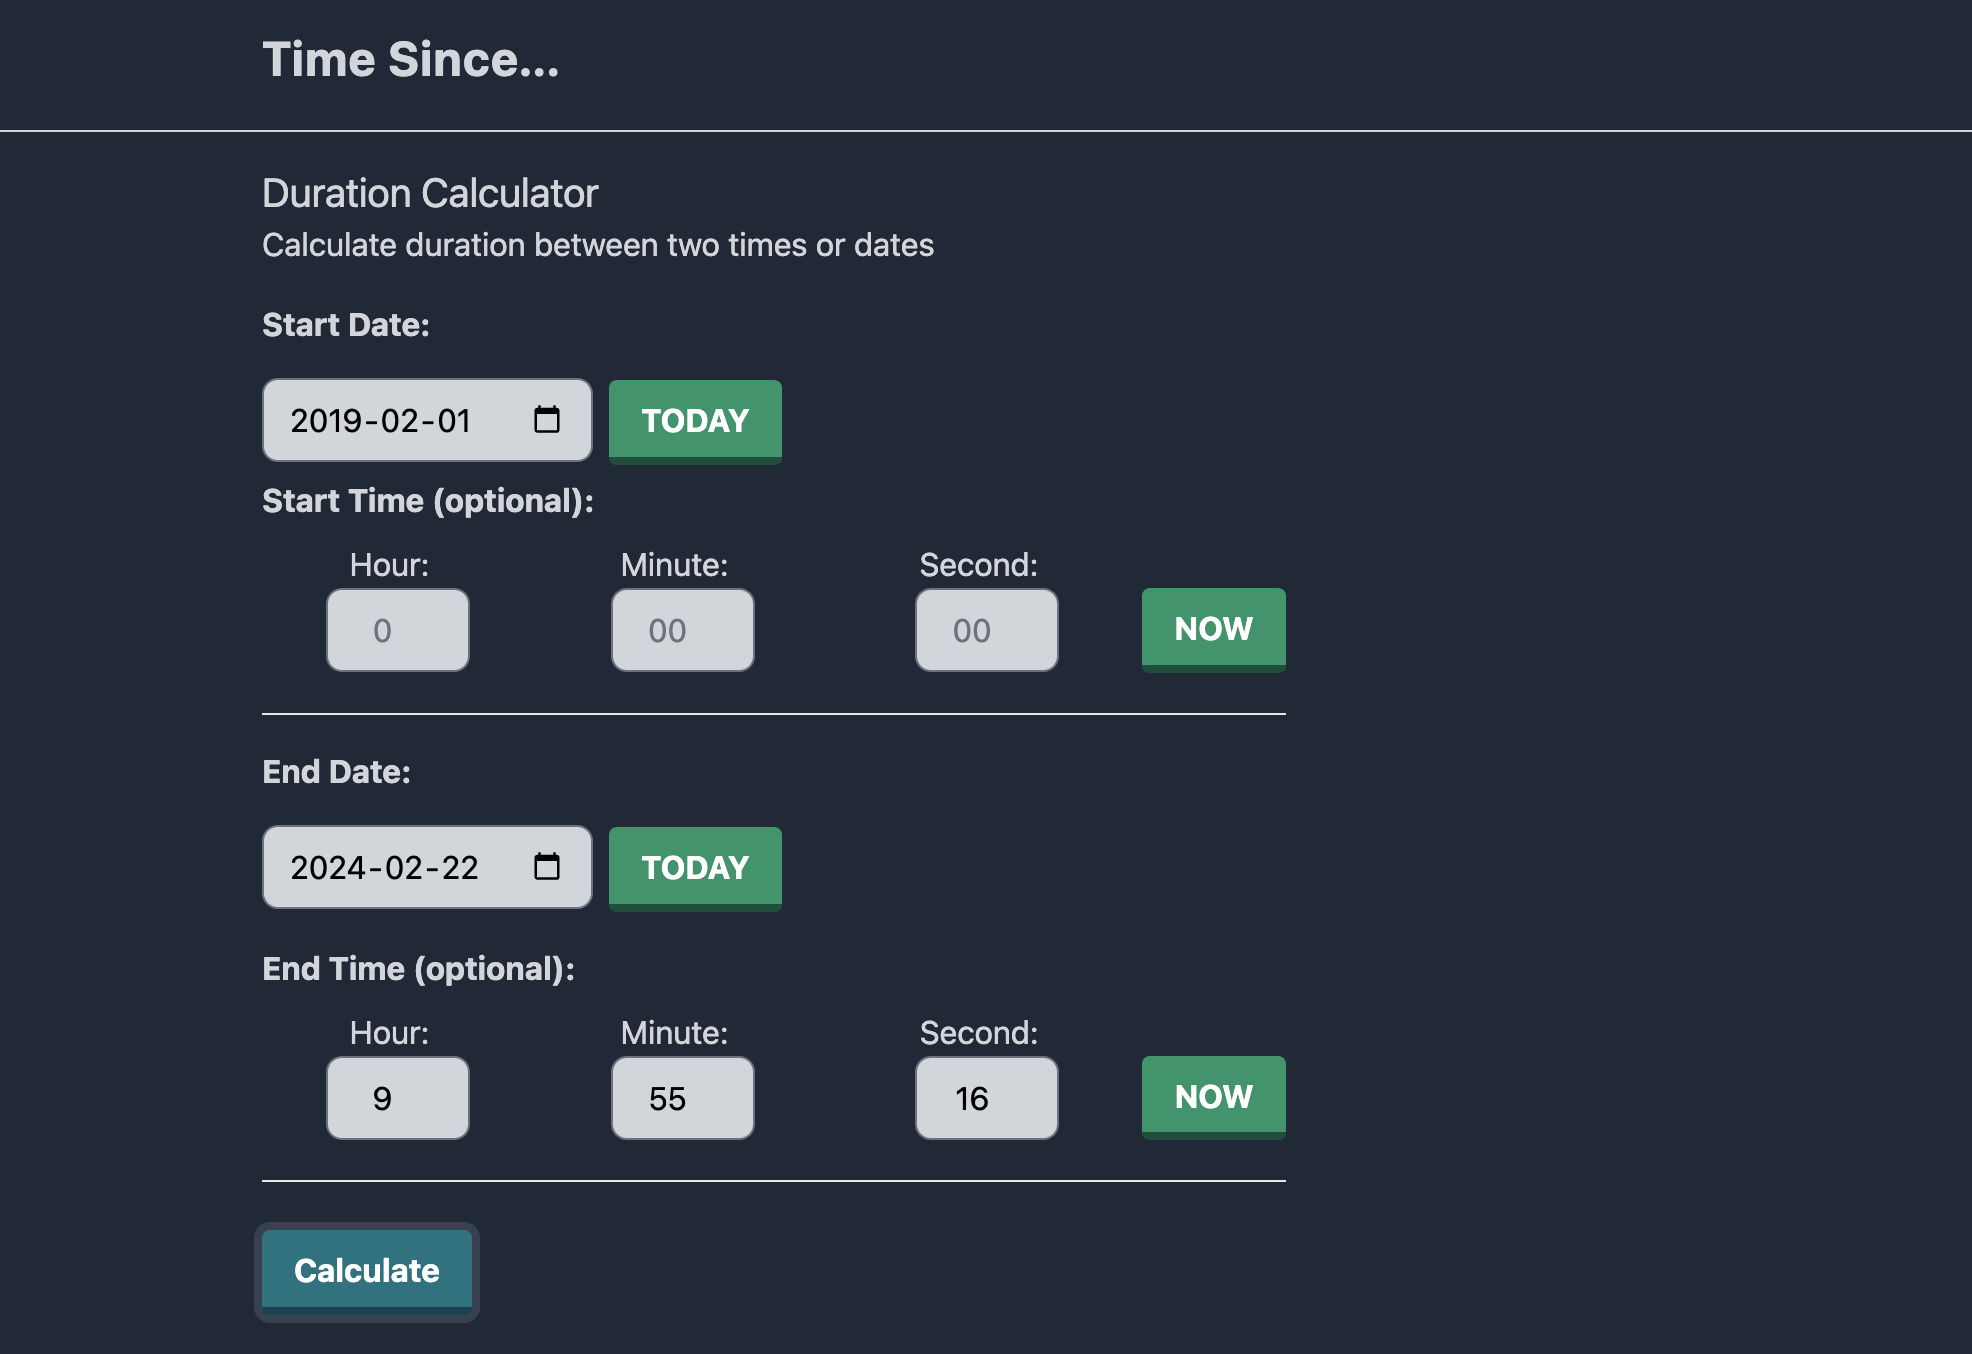 Time Since...
Duration Calculator
Calculate duration between two times or dates
Start Date:
2019-02-01 TODAY
Start Time (optional):
Hour: Minute: Second:
0 00 00 NOW
End Date:
2024-02-22 TODAY
End Time (optional):
Hour: Minute: Second:
9 55 16 NOW
Calculate